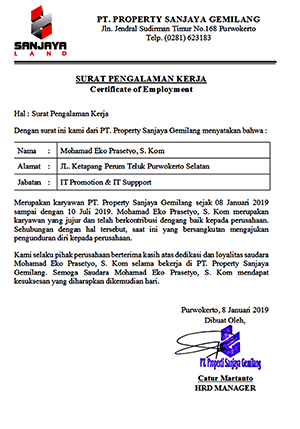 SANJAYA
LAND
PT. PROPERTY SANJAYA GEMILANG
Jln. Jendral Sudirman Timur No.168 Purwokerto
Telp. (0281) 623183
SURAT PENGALAMAN KERJA
Certificate of Employment
Hal : Surat Pengalaman Kerja
Dengan surat ini kami dari PT. Property Sanjaya Gemilang menyatakan bahwa :
Nama : Mohamad Eko Prasetyo, S. Kom
Alamat : JL. Ketapang Perum Teluk Purwokerto Selatan
Jabatan : IT Promotion & IT Suppport
Merupakan karyawan PT. Property Sanjaya Gemilang sejak 08 Januari 2019
sampai dengan 10 Juli 2019. Mohamad Eko Prasetyo, S. Kom merupakan
karyawan yang jujur dan telah berkontribusi dengang baik kepada perusahaan.
Sehubungan dengan hal tersebut, saat ini yang bersangkutan mengajukan
pengunduran diri kepada perusahaan.
Kami selaku pihak perusahaan berterima kasih atas dedikasi dan loyalitas saudara
Mohamad Eko Prasetyo, S. Kom selama bekerja di PT. Property Sanjaya
Gemilang. Semoga Saudara Mohamad Eko Prasetyo, S. Kom mendapat
kesuksesan yang diharapkan dikemudian hari.
Purwokerto, 8 Januari 2019
Dibuat Oleh,
PT. Properti Sanjaya Gemilang
Catur Martanto
HRD MANAGER